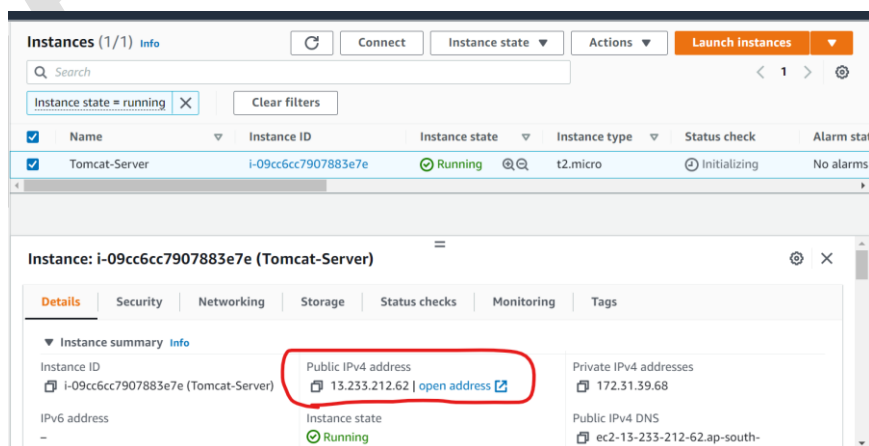 Instances (1/1) Info
Connect
Instance state
Actions
Launch instances
Search
1
Instance state = running
Clear filters
Name Instance ID Instance state Instance type Status check Alarm stat
Tomcat-Server i-09cc6cc7907883e7e Running t2.micro Initializing No alarms
Instance: i-09cc6cc7907883e7e (Tomcat-Server)
Details Security Networking Storage Status checks Monitoring Tags
Instance summary Info
Instance ID Public IPv4 address Private IPv4 addresses
i-09cc6cc7907883e7e (Tomcat-Server) 13.233.212.62 | open address 172.31.39.68
IPv6 address Instance state Public IPv4 DNS
– Running ec2-13-233-212-62.ap-south-